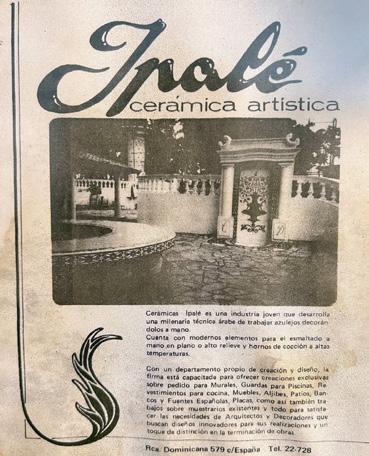 Ipalé
cerámica artística
Cerámicas Ipalé es una industria joven que desarrolla
una milenaria técnica árabe de trabajar azulejos decorán
dolos a mano.
Cuenta con modernos elementos para el esmaltado a
mano en plano o alto relieve y hornos de cocción a altas
temperaturas.
Con un departamento propio de creación y diseño, la
firma está capacitada para ofrecer creaciones exclusivas
sobre pedido para Murales, Guardas para Piscinas, Re
vestimientos para cocina, Muebles, Aljibes, Patios, Ban
cos y Fuentes Españolas, Placas, como así también tra
bajos sobre muestrarios existentes y todo para satisfa-
cer la necesidades de Arquitectos y Decoradores que
buscan diseños innovadores para sus realizaciones y un
toque de distinción en la terminación de obras.
Rca. Dominicana 579 c/España Tel. 22-728